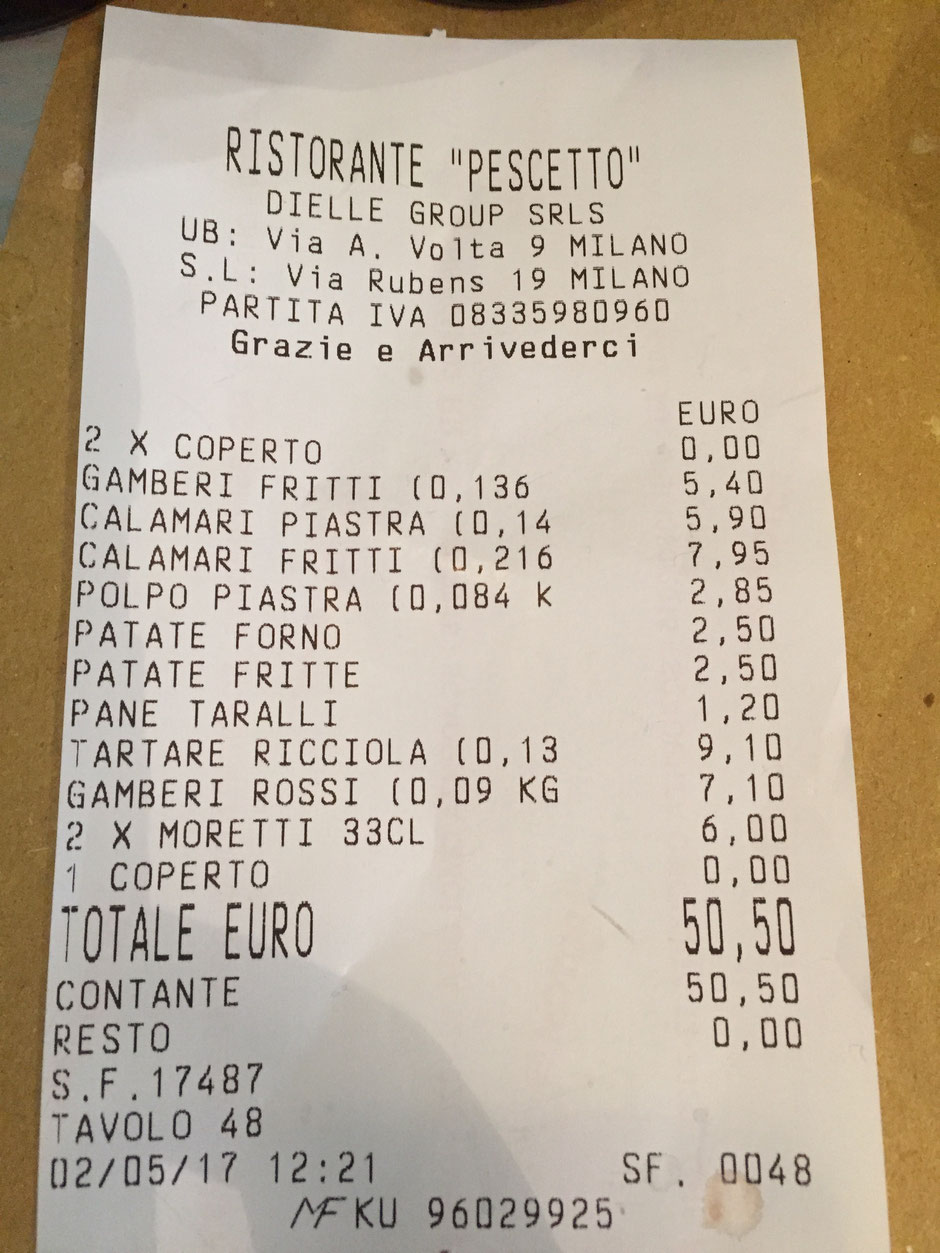 RISTORANTE "PESCETTO"
DIELLE GROUP SRLS
UB: Via A. Volta 9 MILANO
S.L: Via Rubens 19 MILANO
PARTITA IVA 08335980960
Grazie e Arrivederci
EURO
2 X COPERTO 0,00
GAMBERI FRITTI (0,136 5,40
CALAMARI PIASTRA (0,14 5,90
CALAMARI FRITTI (0,216 7,95
POLPO PIASTRA (0,084 K 2,85
PATATE FORNO 2,50
PATATE FRITTE 2,50
PANE TARALLI 1,20
TARTARE RICCIOLA (0,13 9,10
GAMBERI ROSSI (0,09 KG 7,10
2 X MORETTI 33CL 6,00
1 COPERTO 0,00
TOTALE EURO 50,50
CONTANTE 50,50
RESTO 0,00
S.F.17487
TAVOLO 48
02/05/17 12:21 SF. 0048
MF KU 96029925